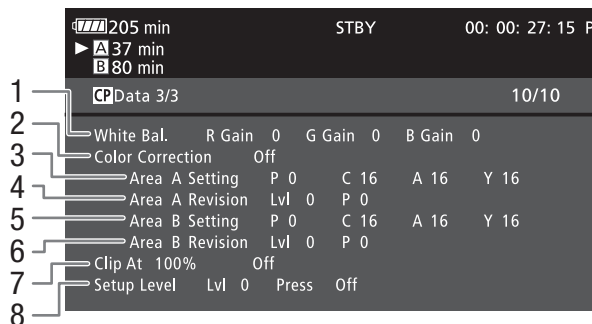 205 min STBY 00: 00: 27: 15 P
A 37 min
B 80 min
CP Data 3/3 10/10
1 White Bal. R Gain 0 G Gain 0 B Gain 0
2 Color Correction Off
3 Area A Setting P 0 C 16 A 16 Y 16
4 Area A Revision Lvl 0 P 0
5 Area B Setting P 0 C 16 A 16 Y 16
6 Area B Revision Lvl 0 P 0
7 Clip At 100% Off
8 Setup Level Lvl 0 Press Off